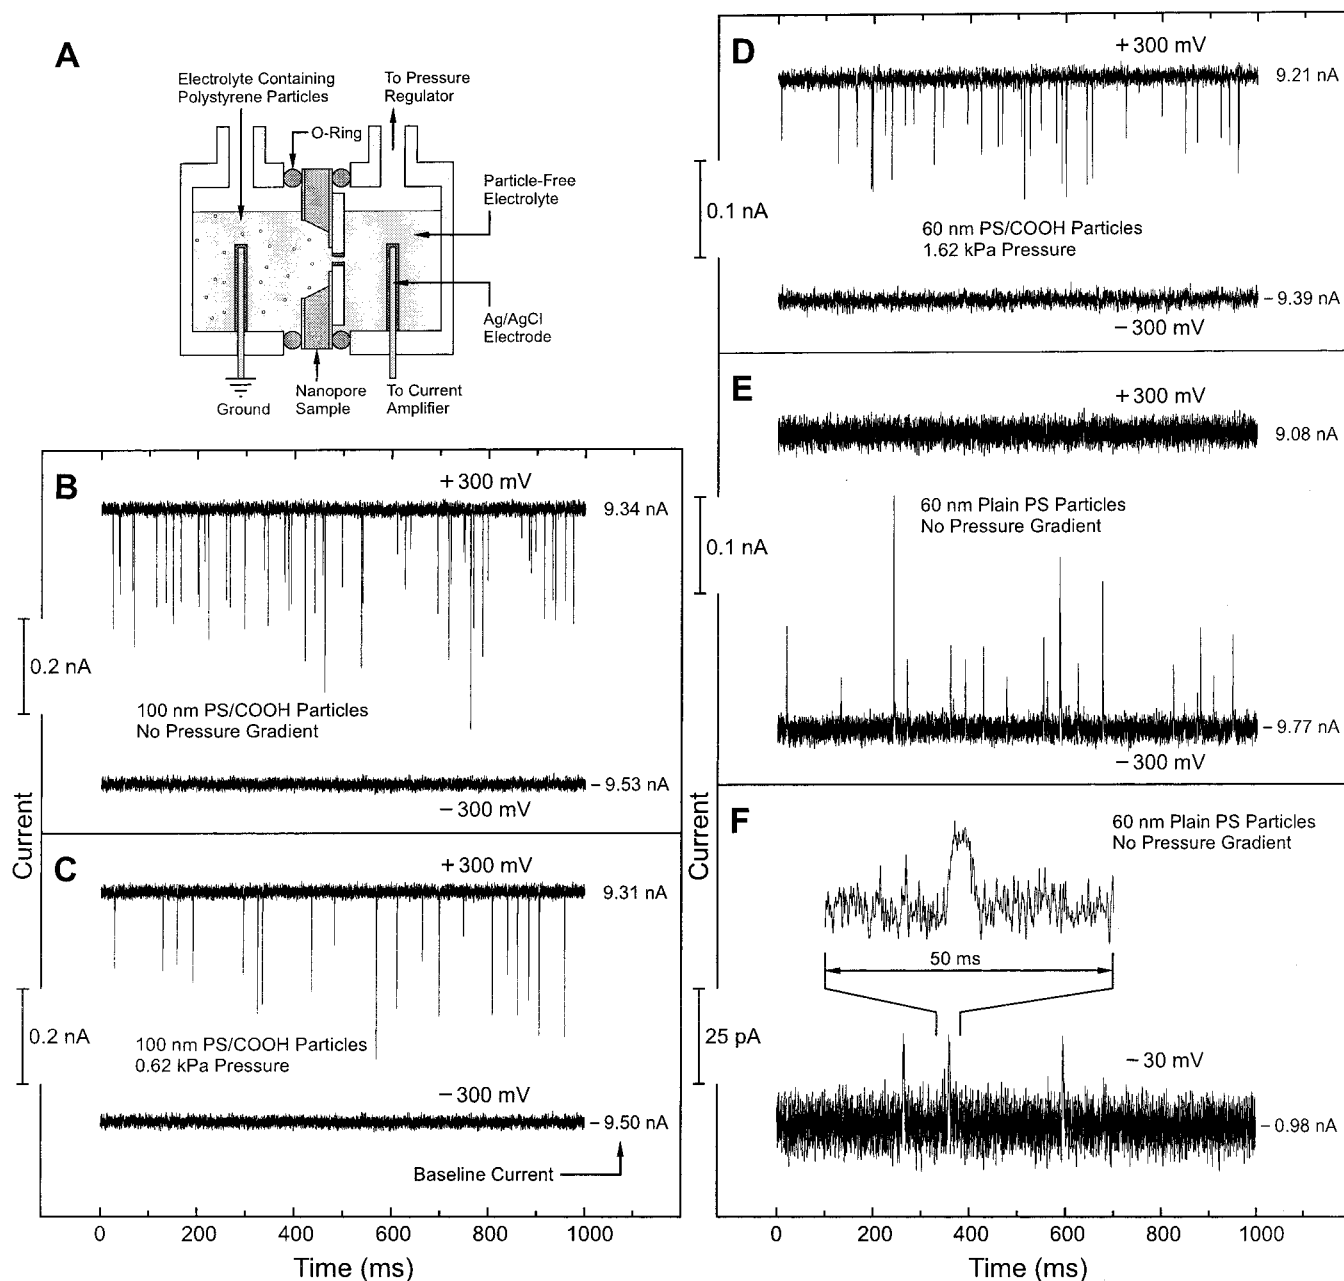 A
Electrolyte Containing
Polystyrene Particles
To Pressure
Regulator
O-Ring
Particle-Free
Electrolyte
Ag/AgCl
Electrode
Ground
Nanopore
Sample
To Current
Amplifier
B
+300 mV
9.34 nA
0.2 nA
100 nm PS/COOH Particles
No Pressure Gradient
−9.53 nA
−300 mV
Current
C
+300 mV
9.31 nA
0.2 nA
100 nm PS/COOH Particles
0.62 kPa Pressure
−300 mV
−9.50 nA
Baseline Current
0 200 400 600 800 1000
Time (ms)
D
+300 mV
9.21 nA
0.1 nA
60 nm PS/COOH Particles
1.62 kPa Pressure
−9.39 nA
−300 mV
E
+300 mV
9.08 nA
60 nm Plain PS Particles
No Pressure Gradient
0.1 nA
−9.77 nA
−300 mV
Current
F
60 nm Plain PS Particles
No Pressure Gradient
50 ms
25 pA
−30 mV
−0.98 nA
0 200 400 600 800 1000
Time (ms)